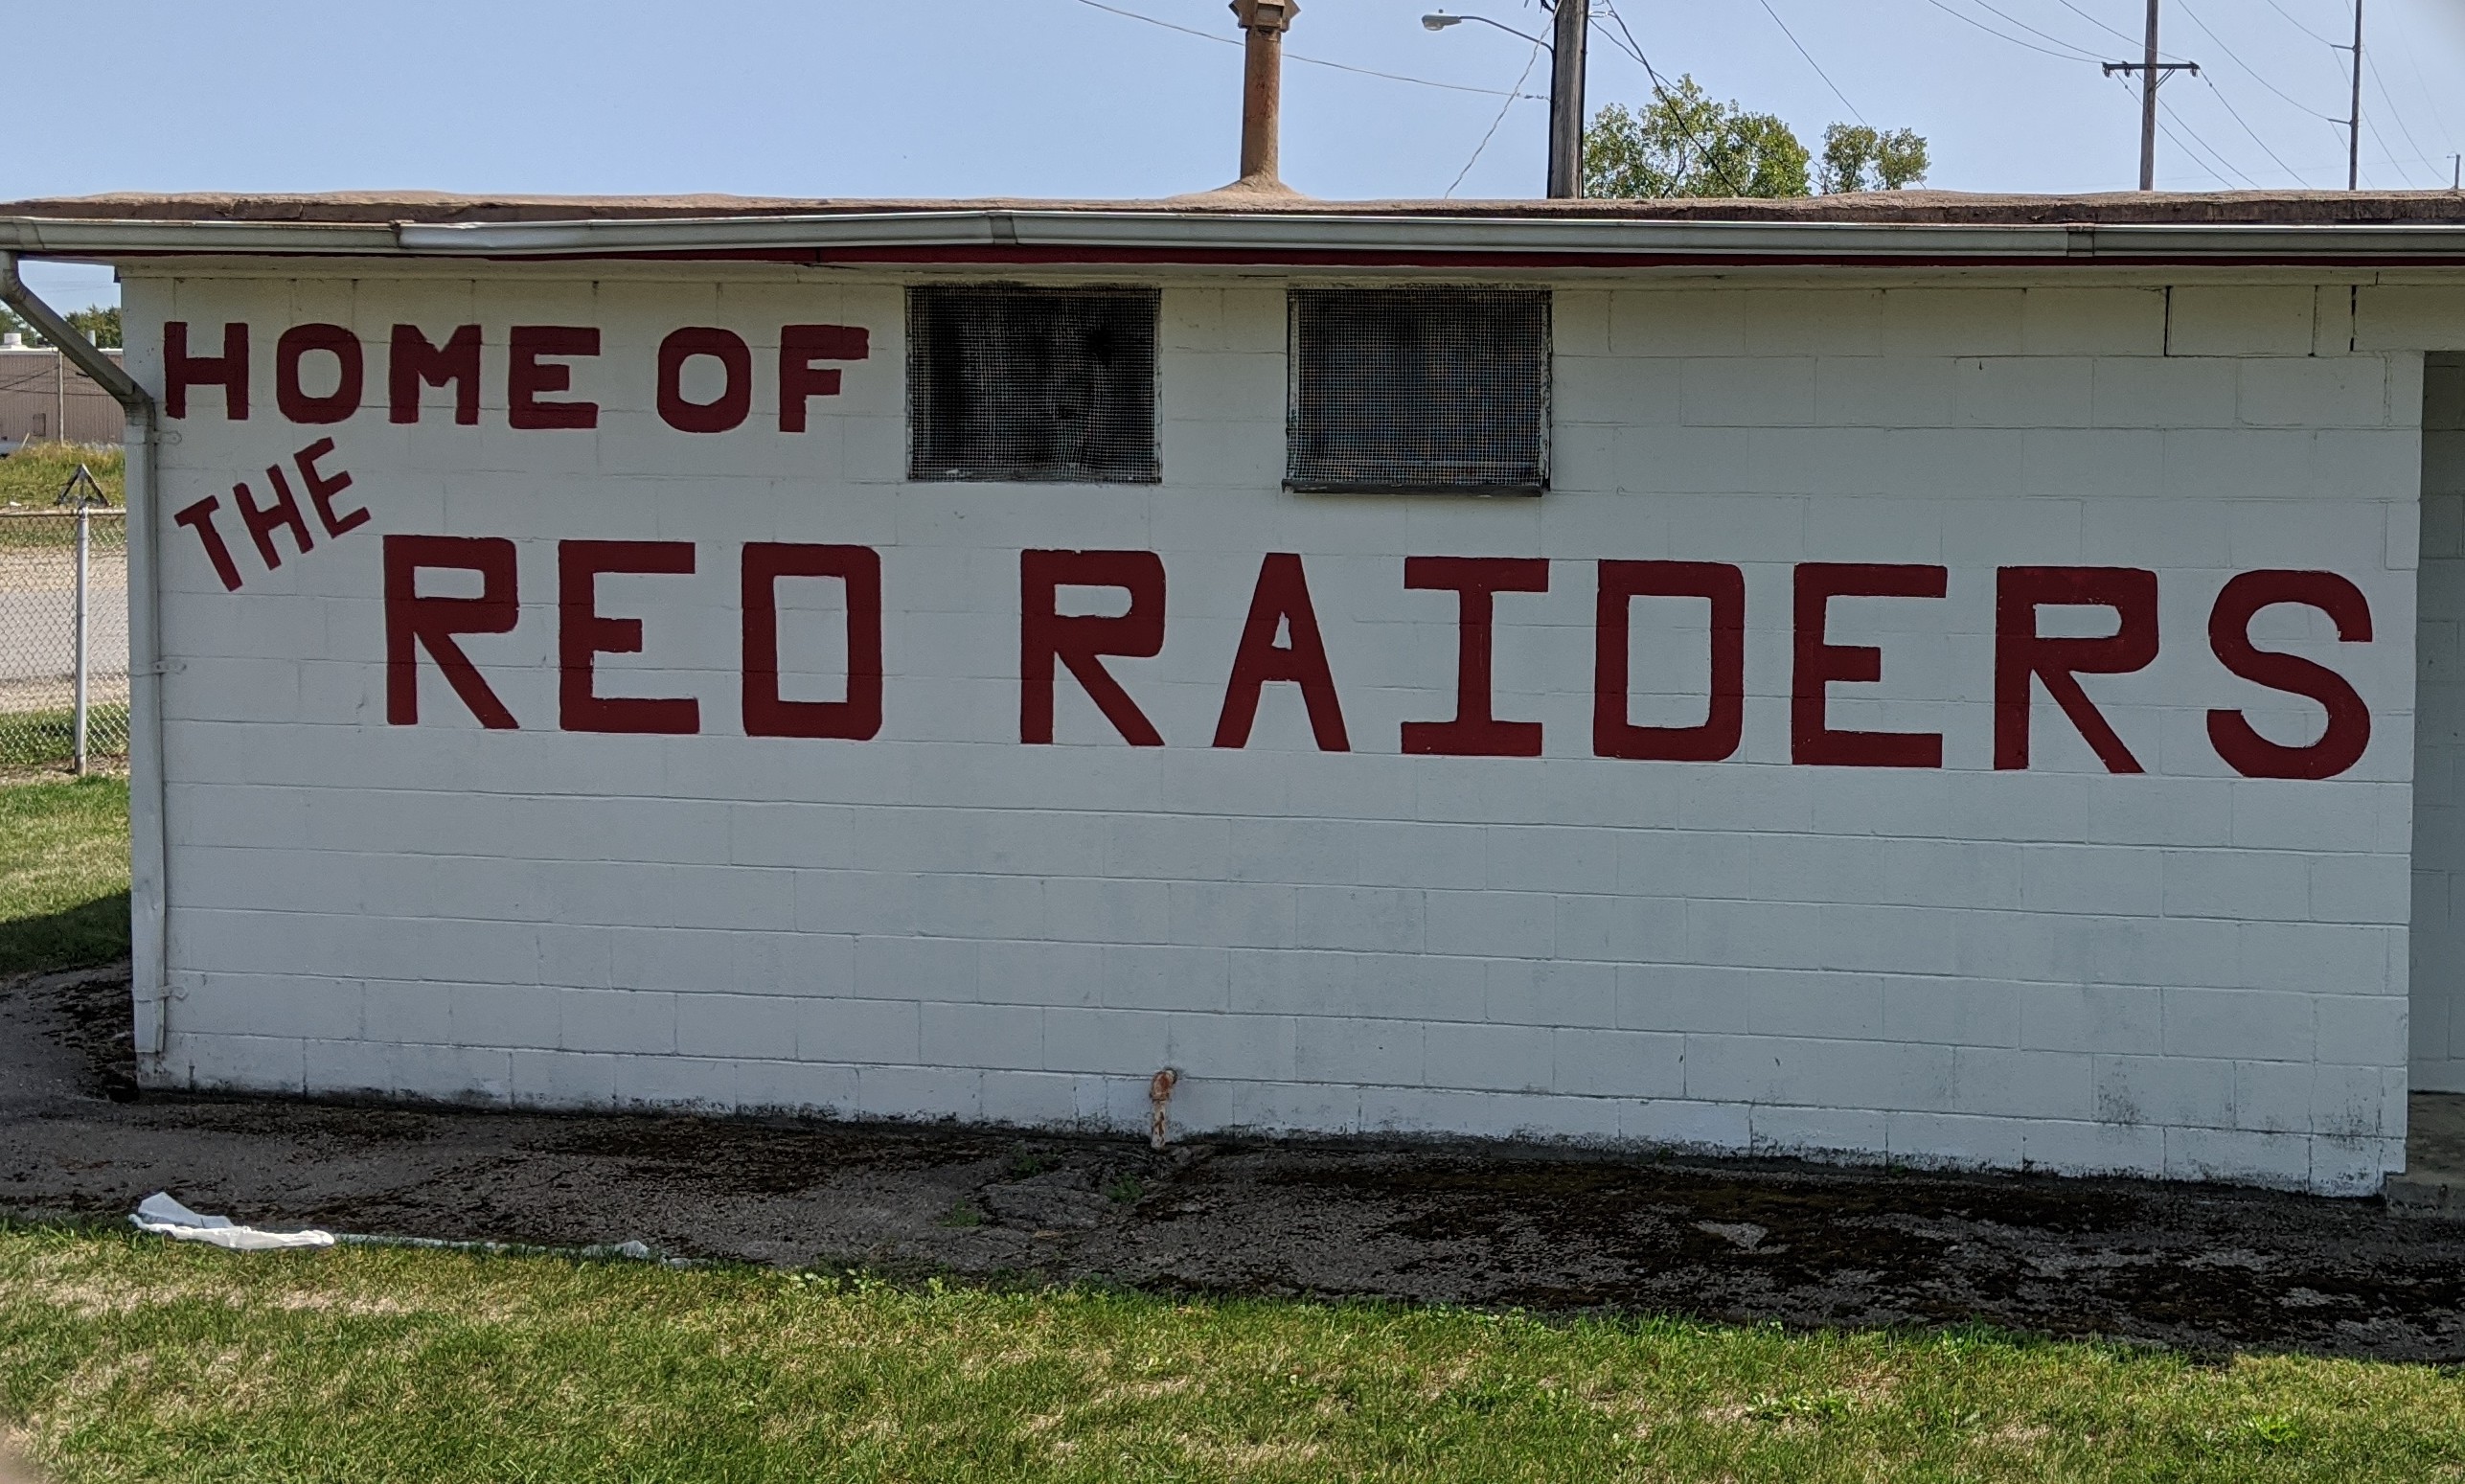 HOME OF
THE
RED RAIDERS